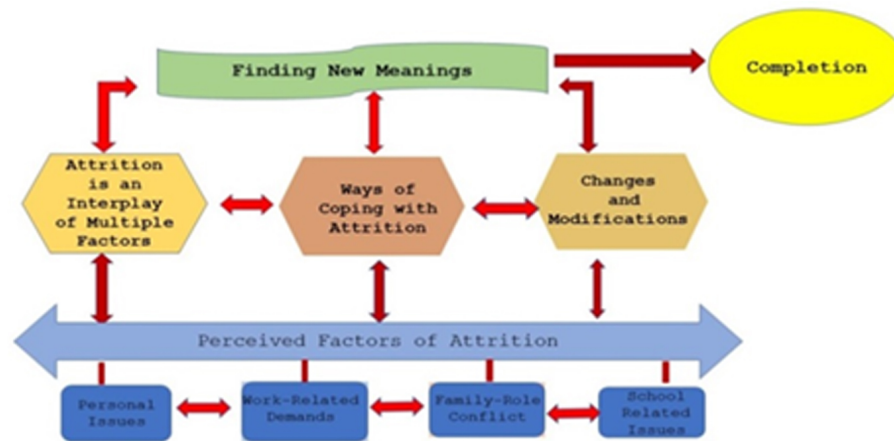 Finding New Meanings
Completion
Attrition
is an
Interplay
of Multiple
Factors
Ways of
Coping with
Attrition
Changes
and
Modifications
Perceived Factors of Attrition
Personal
Issues
Work-Related
Demands
Family-Role
Conflict
School
Related
Issues